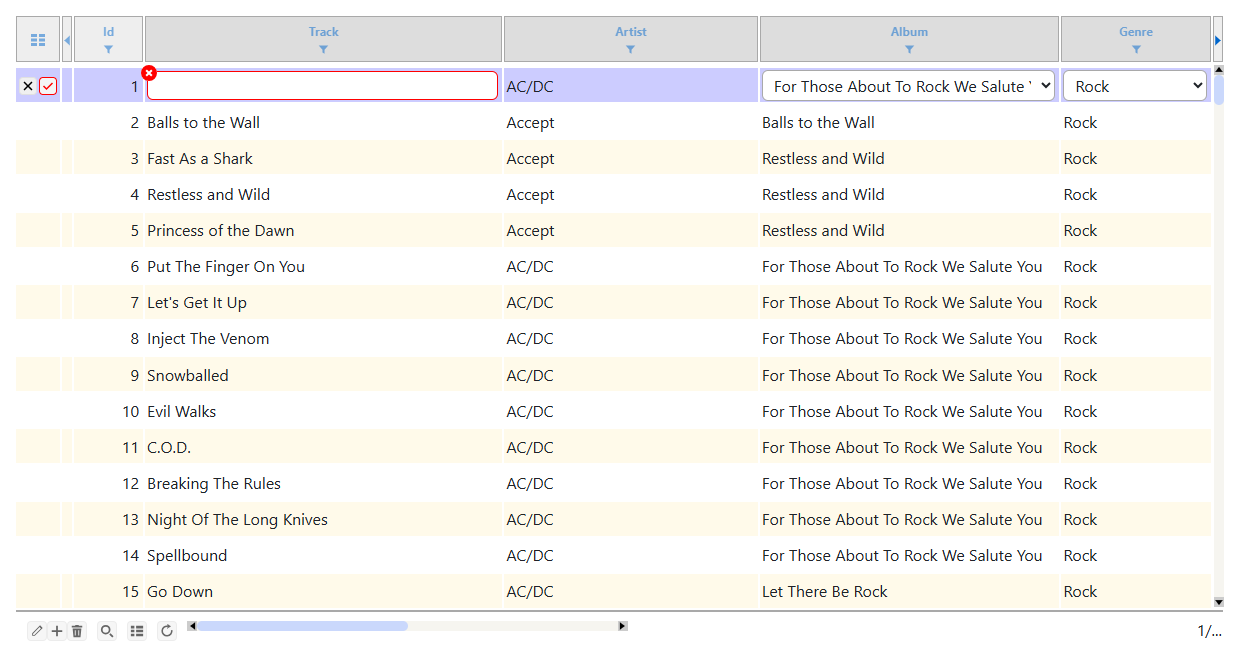 Id Track Artist Album Genre
1 AC/DC For Those About To Rock We Salute Rock
2 Balls to the Wall Accept Balls to the Wall Rock
3 Fast As a Shark Accept Restless and Wild Rock
4 Restless and Wild Accept Restless and Wild Rock
5 Princess of the Dawn Accept Restless and Wild Rock
6 Put The Finger On You AC/DC For Those About To Rock We Salute You Rock
7 Let's Get It Up AC/DC For Those About To Rock We Salute You Rock
8 Inject The Venom AC/DC For Those About To Rock We Salute You Rock
9 Snowballed AC/DC For Those About To Rock We Salute You Rock
10 Evil Walks AC/DC For Those About To Rock We Salute You Rock
11 C.O.D. AC/DC For Those About To Rock We Salute You Rock
12 Breaking The Rules AC/DC For Those About To Rock We Salute You Rock
13 Night Of The Long Knives AC/DC For Those About To Rock We Salute You Rock
14 Spellbound AC/DC For Those About To Rock We Salute You Rock
15 Go Down AC/DC Let There Be Rock Rock
1/...